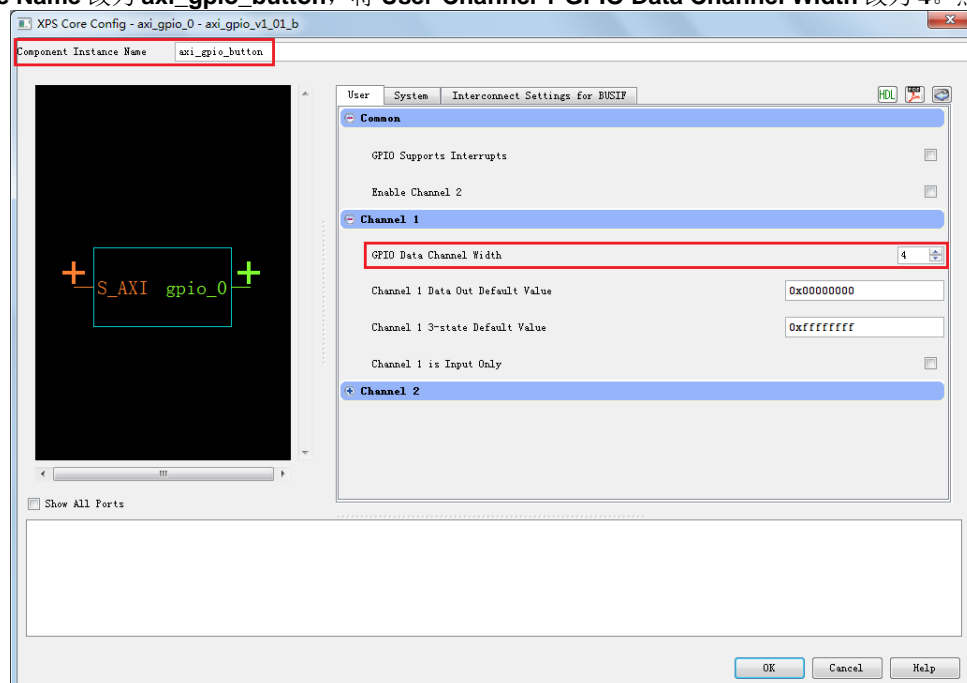 e Name 改为 axi_gpio_button，将 User Channel 1 GPIO Data Channel Width 改为 4。
XPS Core Config - axi_gpio_0 - axi_gpio_v1_01_b
Component Instance Name axi_gpio_button
User System Interconnect Settings for BUSIF HDL
Common
GPIO Supports Interrupts
Enable Channel 2
Channel 1
GPIO Data Channel Width 4
Channel 1 Data Out Default Value 0x00000000
Channel 1 3-state Default Value 0xffffffff
Channel 1 is Input Only
Channel 2
S_AXI gpio_0
Show All Ports
OK Cancel Help